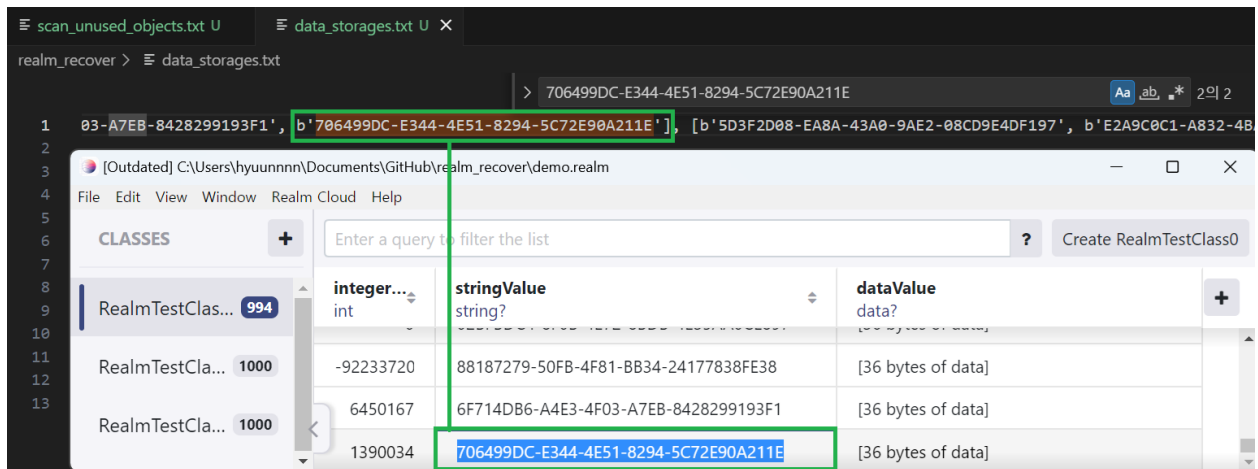 scan_unused_objects.txt U data_storages.txt U ×
realm_recover > data_storages.txt
> 706499DC-E344-4E51-8294-5C72E90A211E Aa ab, .* 2의 2
1 03-A7EB-8428299193F1', b'706499DC-E344-4E51-8294-5C72E90A211E'], [b'5D3F2D08-EA8A-43A0-9AE2-08CD9E4DF197', b'E2A9C0C1-A832-4B
2
3 [Outdated] C:\Users\hyuunnnn\Documents\GitHub\realm_recover\demo.realm
4 File Edit View Window Realm Cloud Help
5
6 CLASSES + Enter a query to filter the list ? Create RealmTestClass0
7
8 integer... stringValue dataValue +
9 RealmTestClas... 994 int string? data?
10
11 RealmTestCla... 1000 -92233720 88187279-50FB-4F81-BB34-24177838FE38 [36 bytes of data]
12
13 6450167 6F714DB6-A4E3-4F03-A7EB-8428299193F1 [36 bytes of data]
RealmTestCla... 1000
1390034 706499DC-E344-4E51-8294-5C72E90A211E [36 bytes of data]